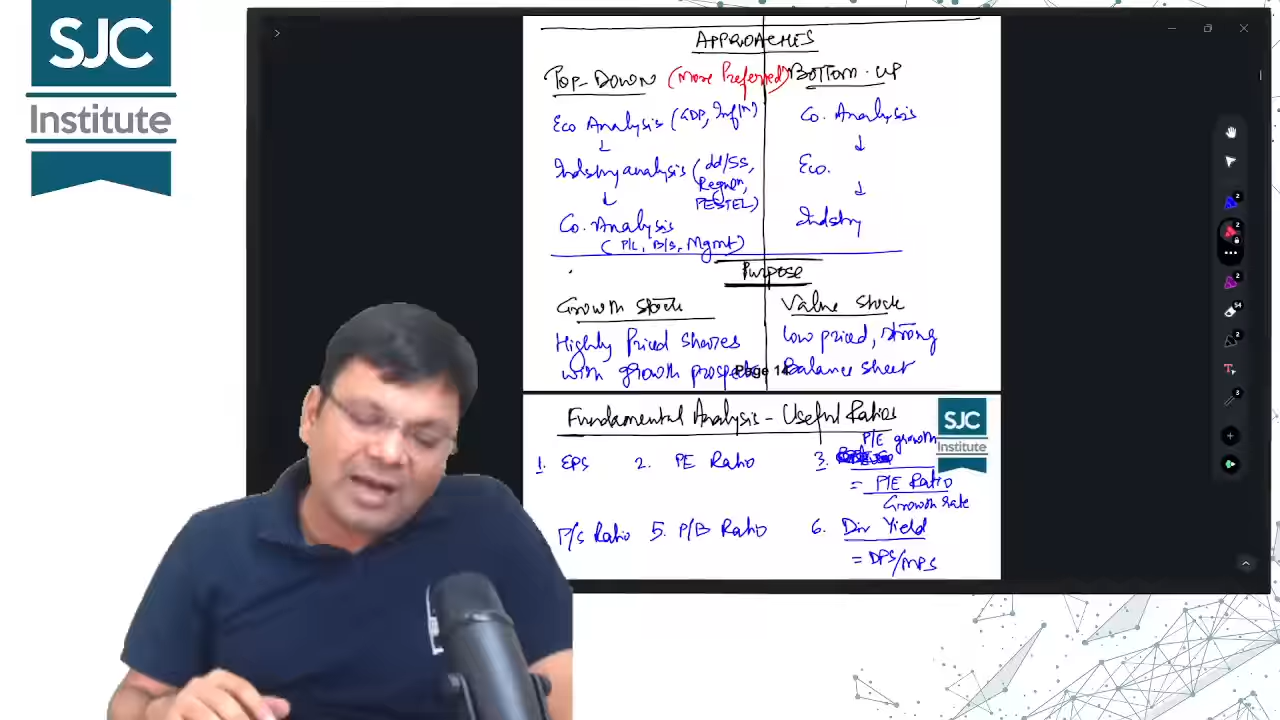 SJC
Institute
APPROACHES
Top-Down (More Preferred)
Bottom-up
Eco Analysis (GDP, Infln)
↓
Industry analysis (dd/SS,
Region,
PESTEL)
↓
Co. Analysis
(P/L, B/S, Mgmt)
Co. Analysis
↓
Eco.
↓
Indstry
Purpose
Growth Stock
Highly Priced Shares
with growth
Value Stock
Low priced, strong
Balance sheet
Page 14
Fundamental Analysis - Useful Ratios
SJC
Institute
1. EPS
2. PE Ratio
3. P/E growth
= P/E Ratio
Growth rate
P/S Ratio
5. P/B Ratio
6. Div Yield
= DPS/MPS